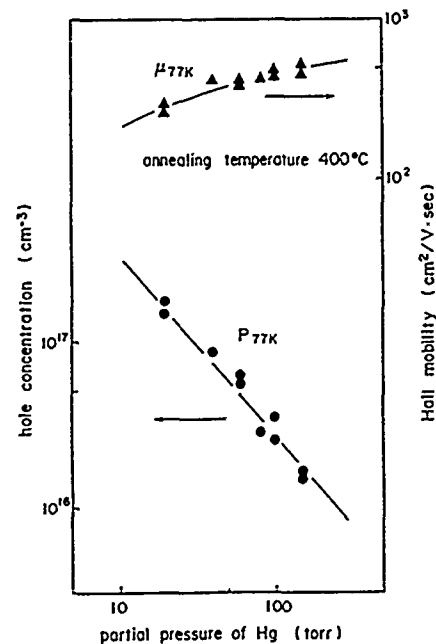 10³
μ77K
annealing temperature 400°C
10²
hole concentration (cm⁻³)
Hall mobility (cm²/V·sec)
P77K
10¹⁷
10¹⁶
10
100
partial pressure of Hg (torr)